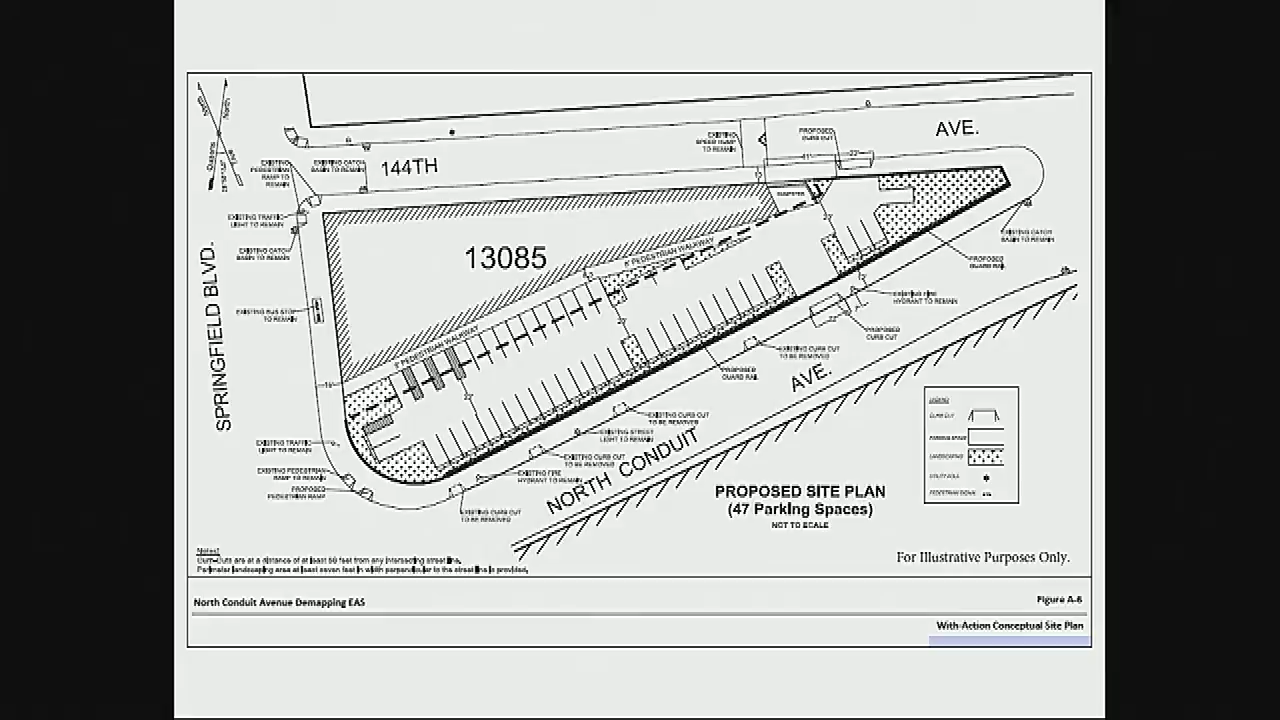 North
EXISTING
SPEED HUMP
TO REMAIN
PROPOSED
CURB CUT
AVE.
EXISTING
PEDESTRIAN
RAMP TO
REMAIN
EXISTING CATCH
BASIN TO REMAIN
144TH
41'
22'
DUMPSTER
EXISTING TRAFFIC
LIGHT TO REMAIN
EXISTING CATCH
BASIN TO REMAIN
EXISTING CATCH
BASIN TO REMAIN
13085
5' PEDESTRIAN WALKWAY
PROPOSED
GUARD RAIL
SPRINGFIELD BLVD.
EXISTING BUS STOP
TO REMAIN
EXISTING FIRE
HYDRANT TO REMAIN
22'
PROPOSED
CURB CUT
5' PEDESTRIAN WALKWAY
EXISTING CURB CUT
TO BE REMOVED
PROPOSED
GUARD RAIL
AVE.
LEGEND
CURB CUT
PARKING SPACE
LANDSCAPING
UTILITY POLE
EXISTING CURB CUT
TO BE REMOVED
EXISTING STREET
LIGHT TO REMAIN
EXISTING TRAFFIC
LIGHT TO REMAIN
EXISTING CURB CUT
TO BE REMOVED
NORTH CONDUIT
EXISTING PEDESTRIAN
RAMP TO REMAIN
EXISTING FIRE
HYDRANT TO REMAIN
PROPOSED
PEDESTRIAN RAMP
EXISTING CURB CUT
TO BE REMOVED
PROPOSED SITE PLAN
(47 Parking Spaces)
NOT TO SCALE
Notes:
Curb-Cuts are at a distance of at least 50 feet from any intersecting street line.
Perimeter landscaping area at least seven feet in width perpendicular to the street line is provided.
For Illustrative Purposes Only.
North Conduit Avenue Demapping EAS
Figure A-6
With-Action Conceptual Site Plan